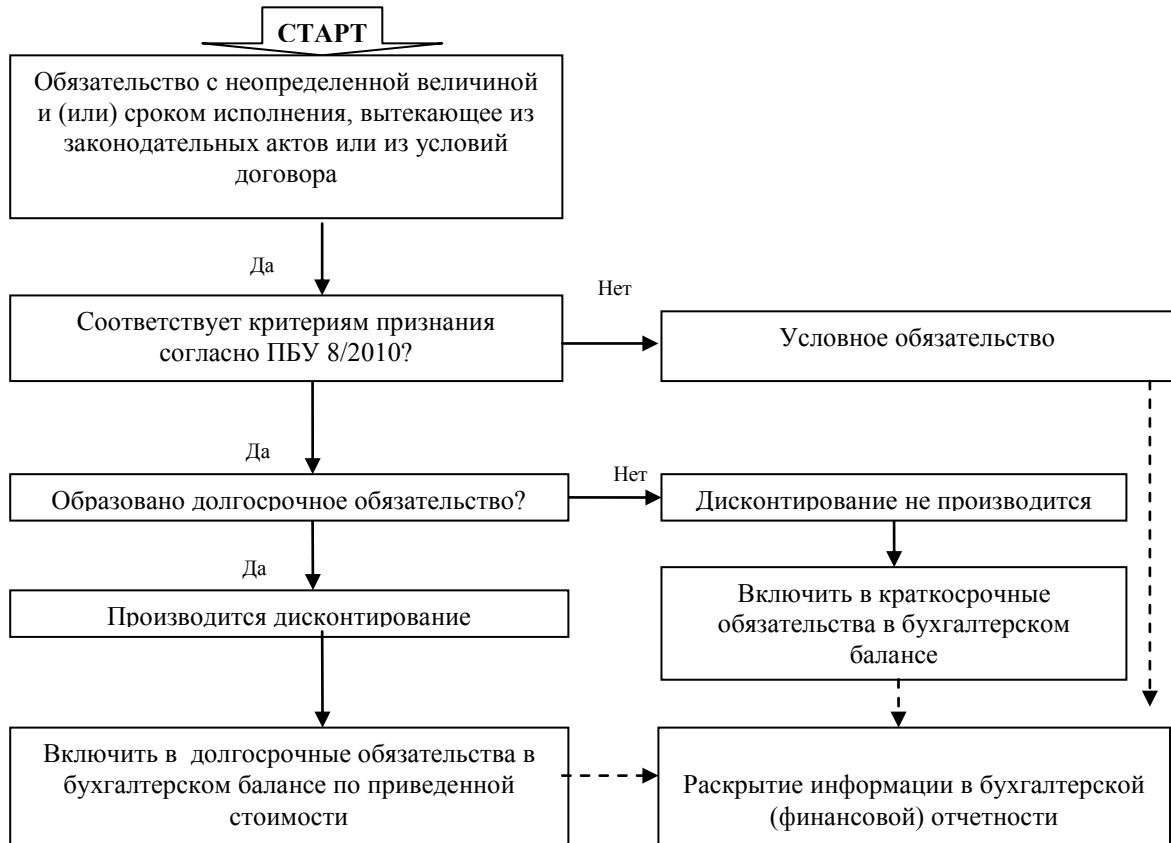 СТАРТ
Обязательство с неопределенной величиной
и (или) сроком исполнения, вытекающее из
законодательных актов или из условий
договора
Да
Нет
Соответствует критериям признания
согласно ПБУ 8/2010?
Условное обязательство
Да
Нет
Образовано долгосрочное обязательство?
Дисконтирование не производится
Да
Производится дисконтирование
Включить в краткосрочные
обязательства в бухгалтерском
балансе
Включить в долгосрочные обязательства в
бухгалтерском балансе по приведенной
стоимости
Раскрытие информации в бухгалтерской
(финансовой) отчетности